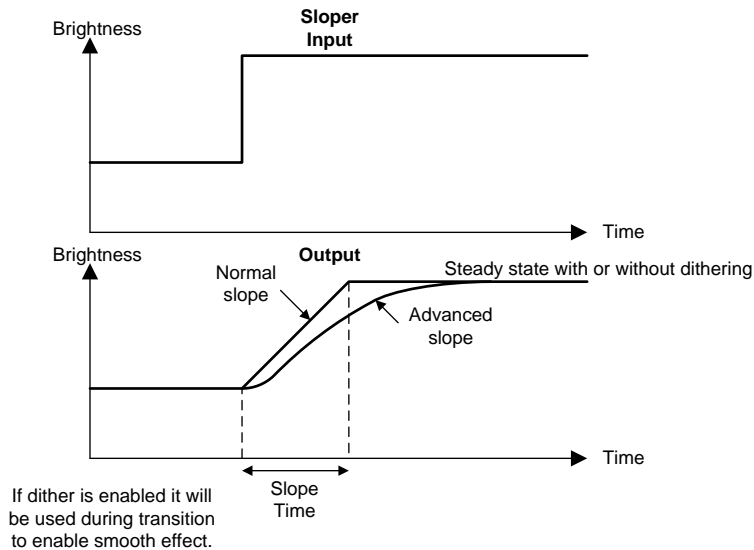 Brightness
Sloper
Input
Time
Brightness
Output
Normal
slope
Steady state with or without dithering
Advanced
slope
Time
Slope
Time
If dither is enabled it will
be used during transition
to enable smooth effect.